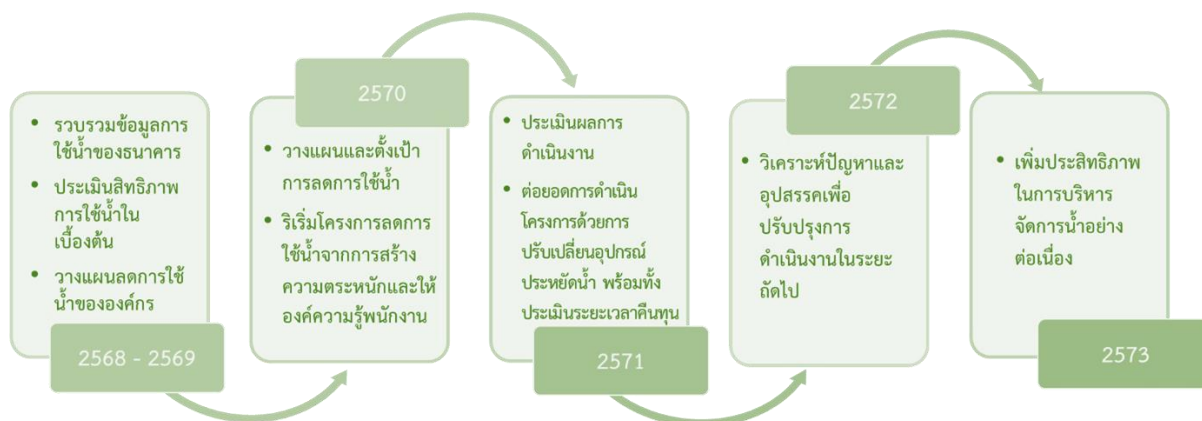 • รวบรวมข้อมูลการ
ใช้น้ำของธนาคาร
• ประเมินสิทธิภาพ
การใช้น้ำใน
เบื้องต้น
• วางแผนลดการใช้
น้ำขององค์กร
2568 - 2569
2570
• วางแผนและตั้งเป้า
การลดการใช้น้ำ
• ริเริ่มโครงการลดการ
ใช้น้ำจากการสร้าง
ความตระหนักและให้
องค์ความรู้พนักงาน
• ประเมินผลการ
ดำเนินงาน
• ต่อยอดการดำเนิน
โครงการด้วยการ
ปรับเปลี่ยนอุปกรณ์
ประหยัดน้ำ พร้อมทั้ง
ประเมินระยะเวลาคืนทุน
2571
2572
• วิเคราะห์ปัญหาและ
อุปสรรคเพื่อ
ปรับปรุงการ
ดำเนินงานในระยะ
ถัดไป
• เพิ่มประสิทธิภาพ
ในการบริหาร
จัดการน้ำอย่าง
ต่อเนื่อง
2573